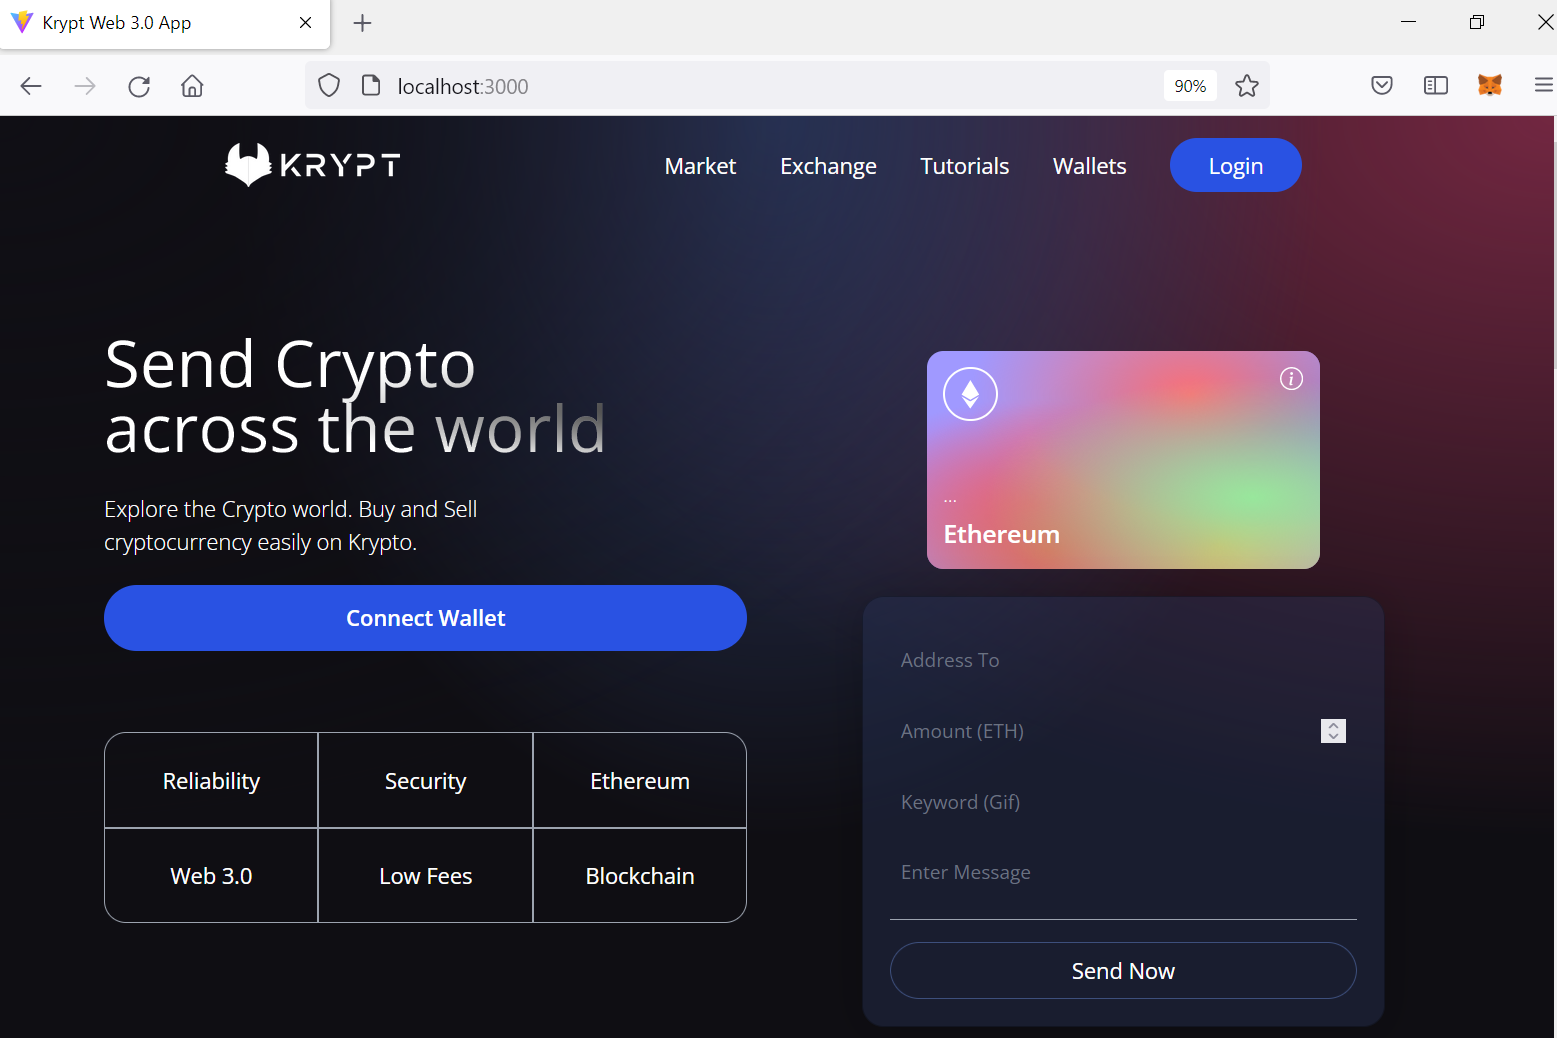 Krypt Web 3.0 App
localhost:3000
90%
KRYPT
Market
Exchange
Tutorials
Wallets
Login
Send Crypto
across the world
Explore the Crypto world. Buy and Sell
cryptocurrency easily on Krypto.
Connect Wallet
Reliability
Security
Ethereum
Web 3.0
Low Fees
Blockchain
i
...
Ethereum
Address To
Amount (ETH)
Keyword (Gif)
Enter Message
Send Now